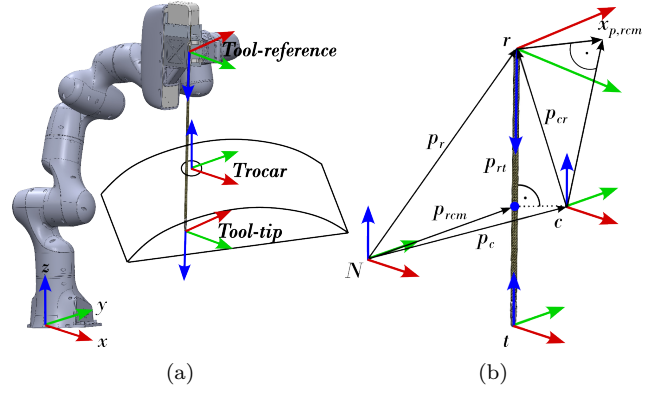 Tool-reference
Trocar
Tool-tip
z
y
x
(a)
r
x_{p,rcm}
p_{cr}
p_r
p_{rt}
p_{rcm}
c
p_c
N
t
(b)